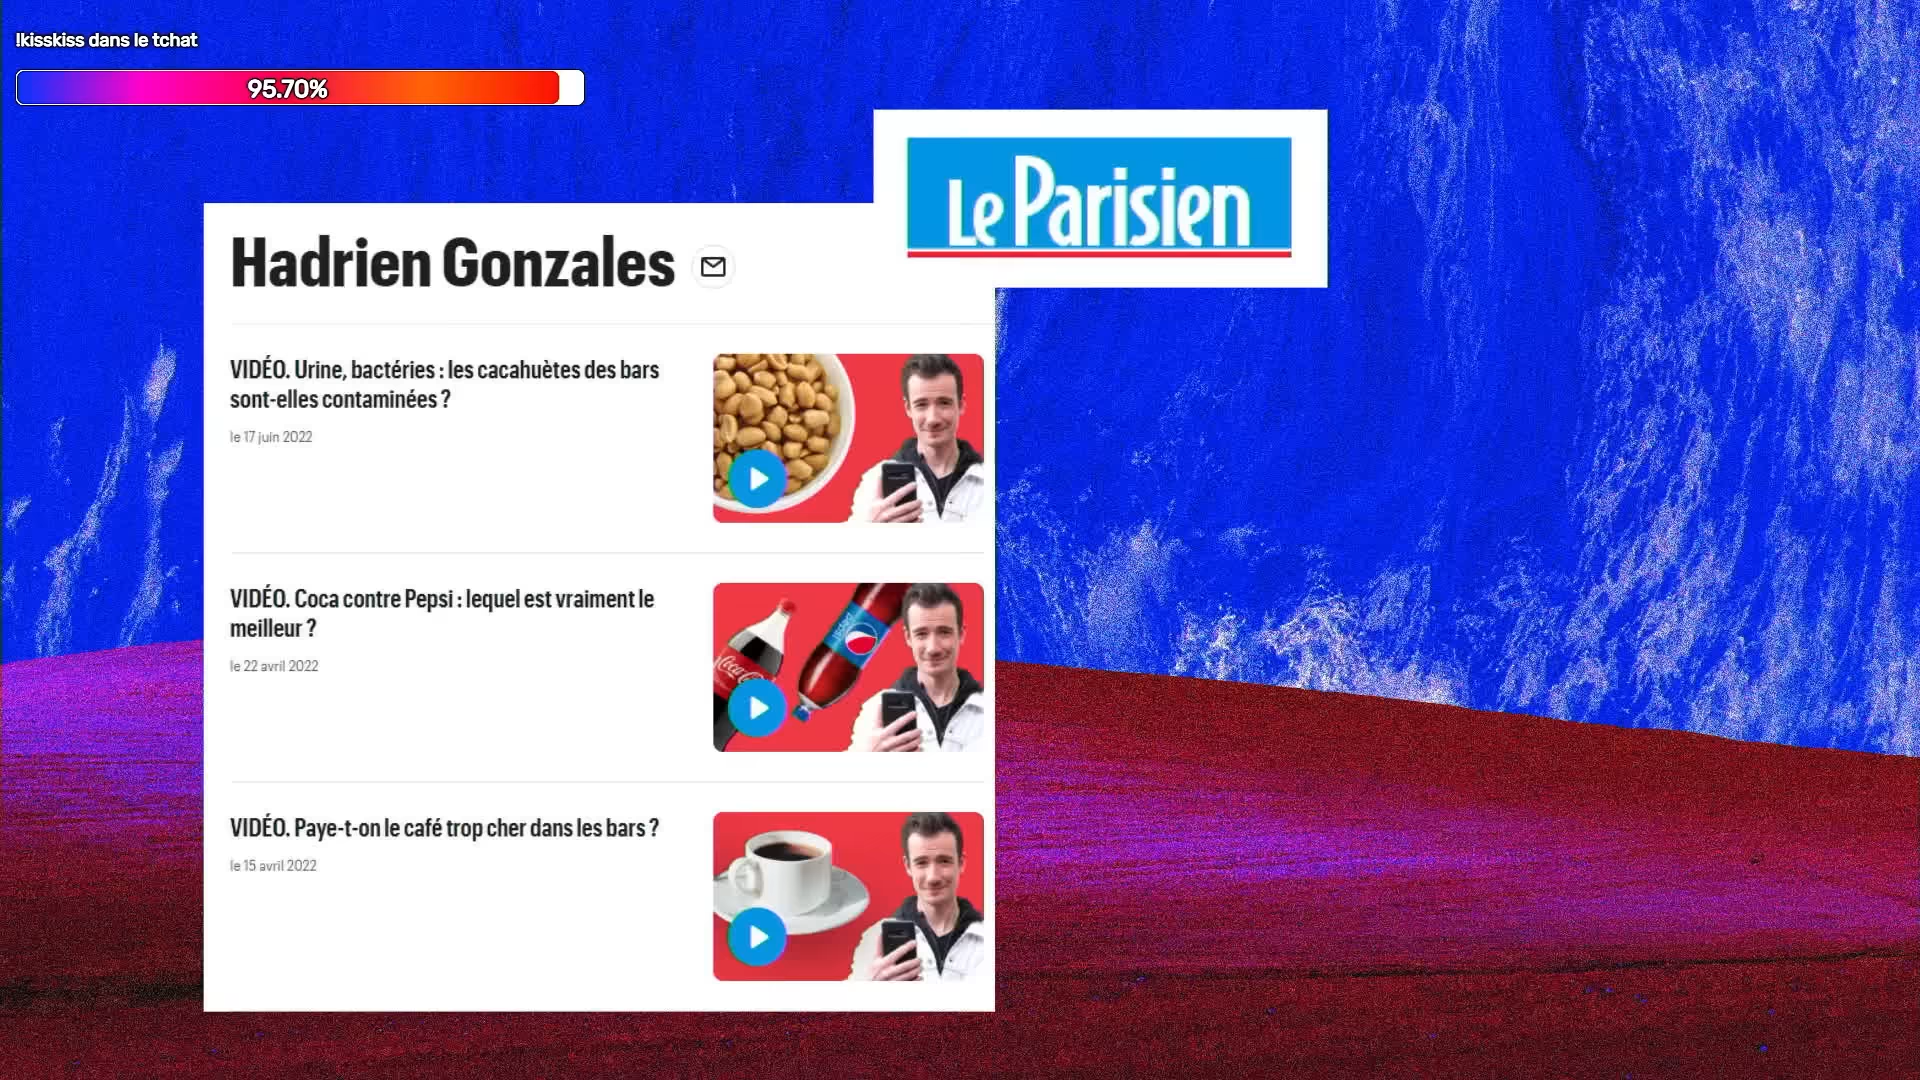 !kisskiss dans le tchat
95.70%
Le Parisien
Hadrien Gonzales
VIDÉO. Urine, bactéries : les cacahuètes des bars
sont-elles contaminées ?
le 17 juin 2022
VIDÉO. Coca contre Pepsi : lequel est vraiment le
meilleur ?
le 22 avril 2022
VIDÉO. Paye-t-on le café trop cher dans les bars ?
le 15 avril 2022